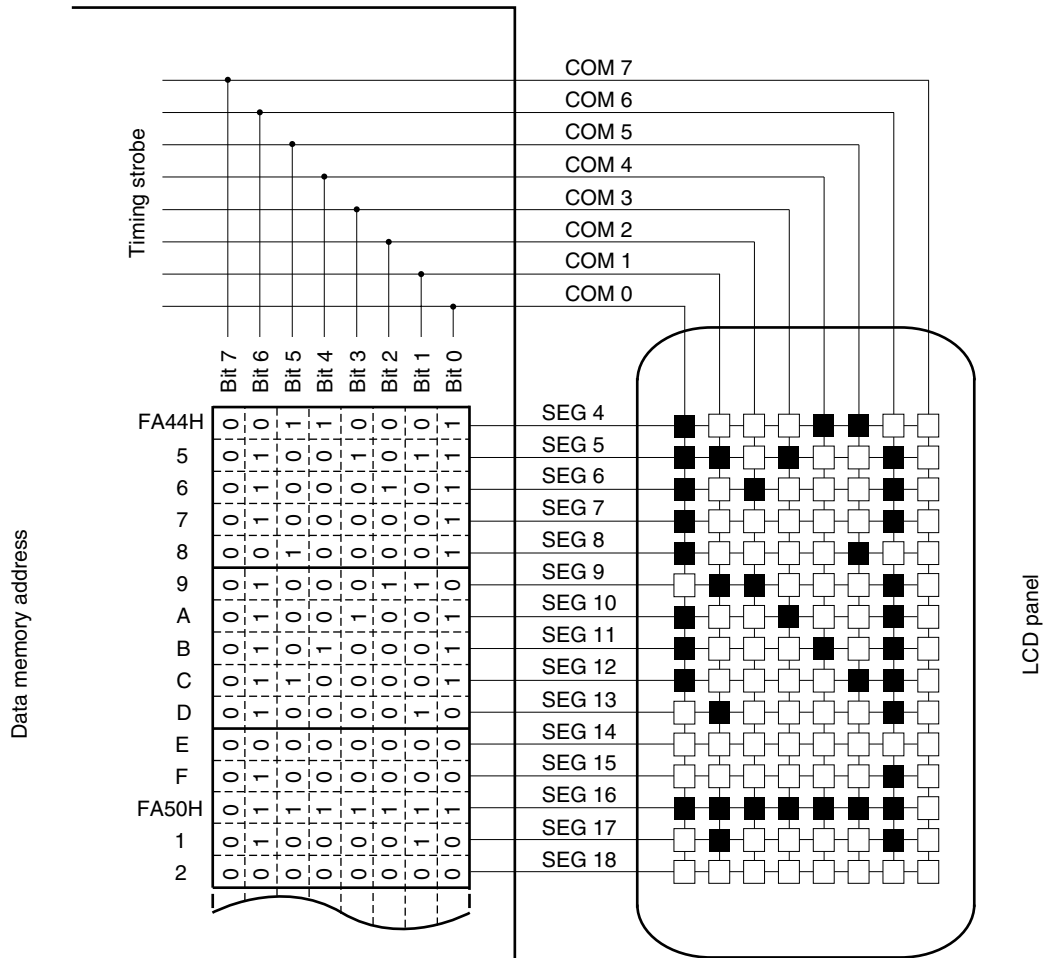 COM 7
COM 6
COM 5
COM 4
COM 3
COM 2
COM 1
COM 0
Timing strobe
Bit 7 Bit 6 Bit 5 Bit 4 Bit 3 Bit 2 Bit 1 Bit 0
Data memory address
FA44H 0 0 1 1 0 0 0 1 SEG 4
5 0 1 0 0 1 0 1 1 SEG 5
6 0 1 0 0 0 1 0 1 SEG 6
7 0 1 0 0 0 0 0 1 SEG 7
8 0 0 1 0 0 0 0 1 SEG 8
9 0 1 0 0 0 1 1 0 SEG 9
A 0 1 0 0 1 0 0 1 SEG 10
B 0 1 0 1 0 0 0 1 SEG 11
C 0 1 1 0 0 0 0 1 SEG 12
D 0 1 0 0 0 0 1 0 SEG 13
E 0 0 0 0 0 0 0 0 SEG 14
F 0 1 0 0 0 0 0 0 SEG 15
FA50H 0 1 1 1 1 1 1 1 SEG 16
1 0 1 0 0 0 0 1 0 SEG 17
2 0 0 0 0 0 0 0 0 SEG 18
LCD panel